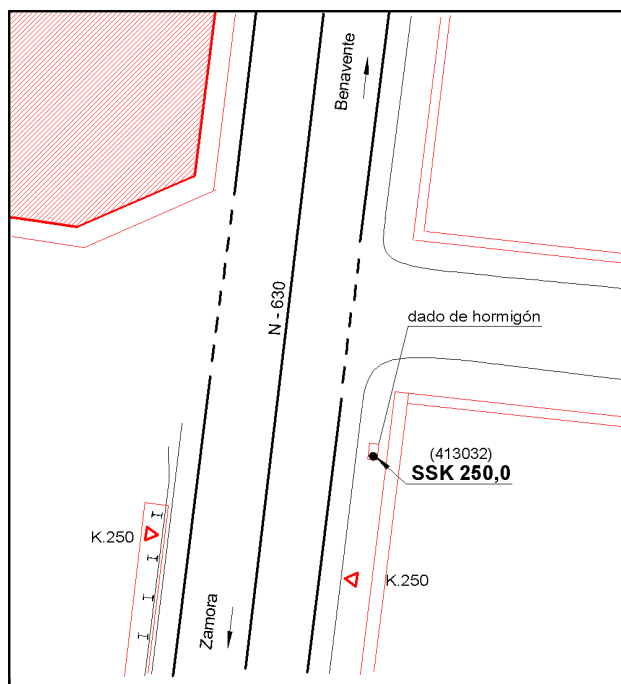 Benavente
N - 630
dado de hormigón
(413032)
SSK 250,0
K.250
K.250
Zamora